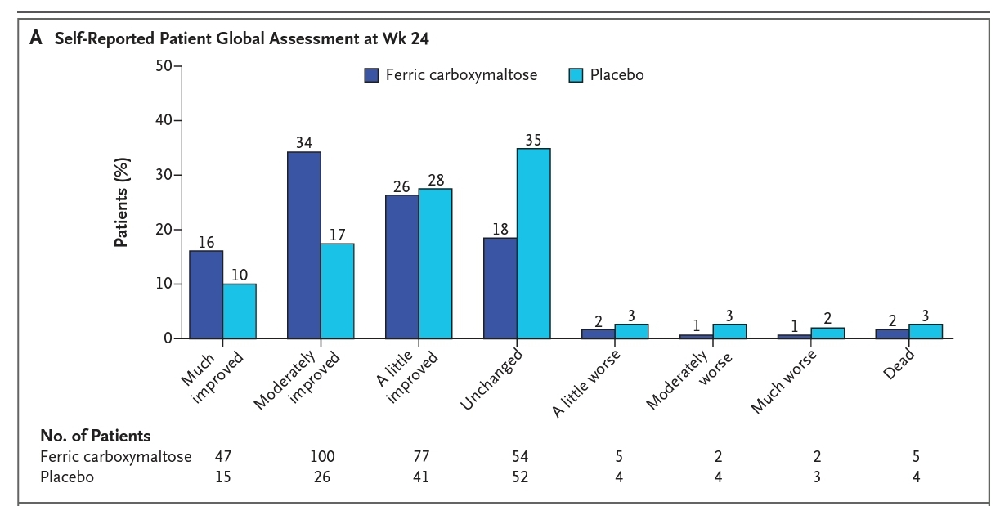 A Self-Reported Patient Global Assessment at Wk 24
Ferric carboxymaltose Placebo
Patients (%)
50
40
30
20
10
0
16 10 34 17 26 28 18 35 2 3 1 3 1 2 2 3
Much improved
Moderately improved
A little improved
Unchanged
A little worse
Moderately worse
Much worse
Dead
No. of Patients
Ferric carboxymaltose 47 100 77 54 5 2 2 5
Placebo 15 26 41 52 4 4 3 4